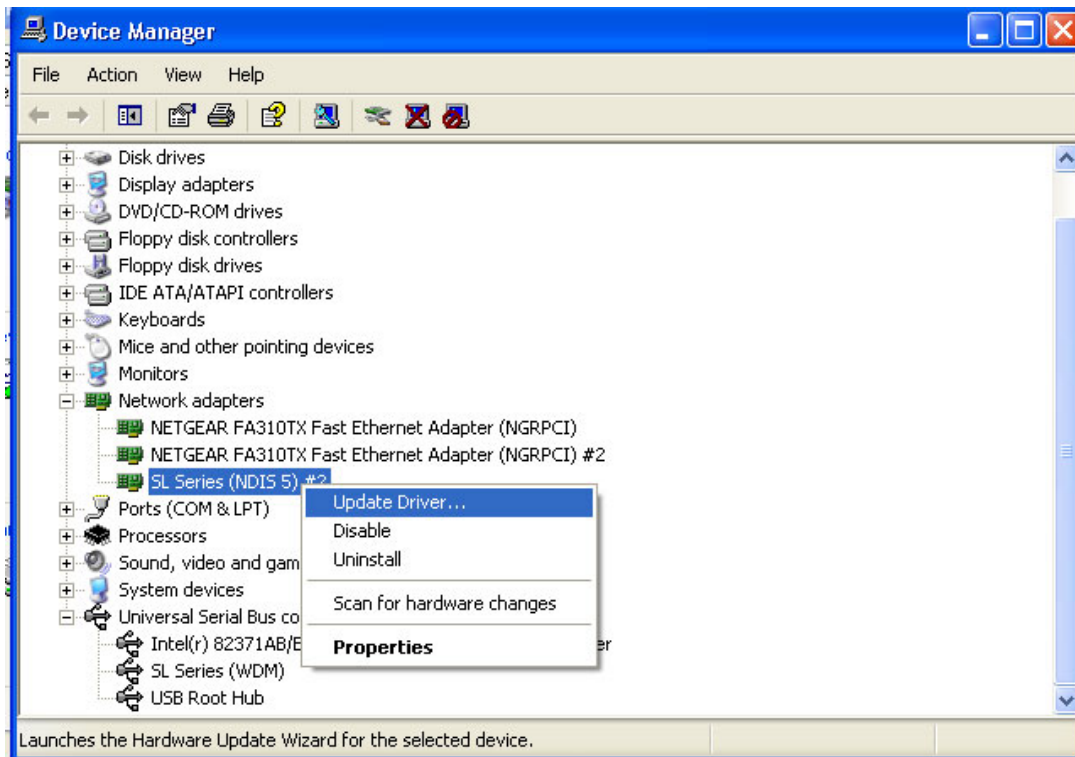 Device Manager
File Action View Help
Disk drives
Display adapters
DVD/CD-ROM drives
Floppy disk controllers
Floppy disk drives
IDE ATA/ATAPI controllers
Keyboards
Mice and other pointing devices
Monitors
Network adapters
NETGEAR FA310TX Fast Ethernet Adapter (NGRPCI)
NETGEAR FA310TX Fast Ethernet Adapter (NGRPCI) #2
SL Series (NDIS 5) #2
Update Driver...
Ports (COM & LPT)
Disable
Processors
Uninstall
Sound, video and gam
System devices
Scan for hardware changes
Universal Serial Bus co
Properties
Intel(r) 82371AB/E er
SL Series (WDM)
USB Root Hub
Launches the Hardware Update Wizard for the selected device.